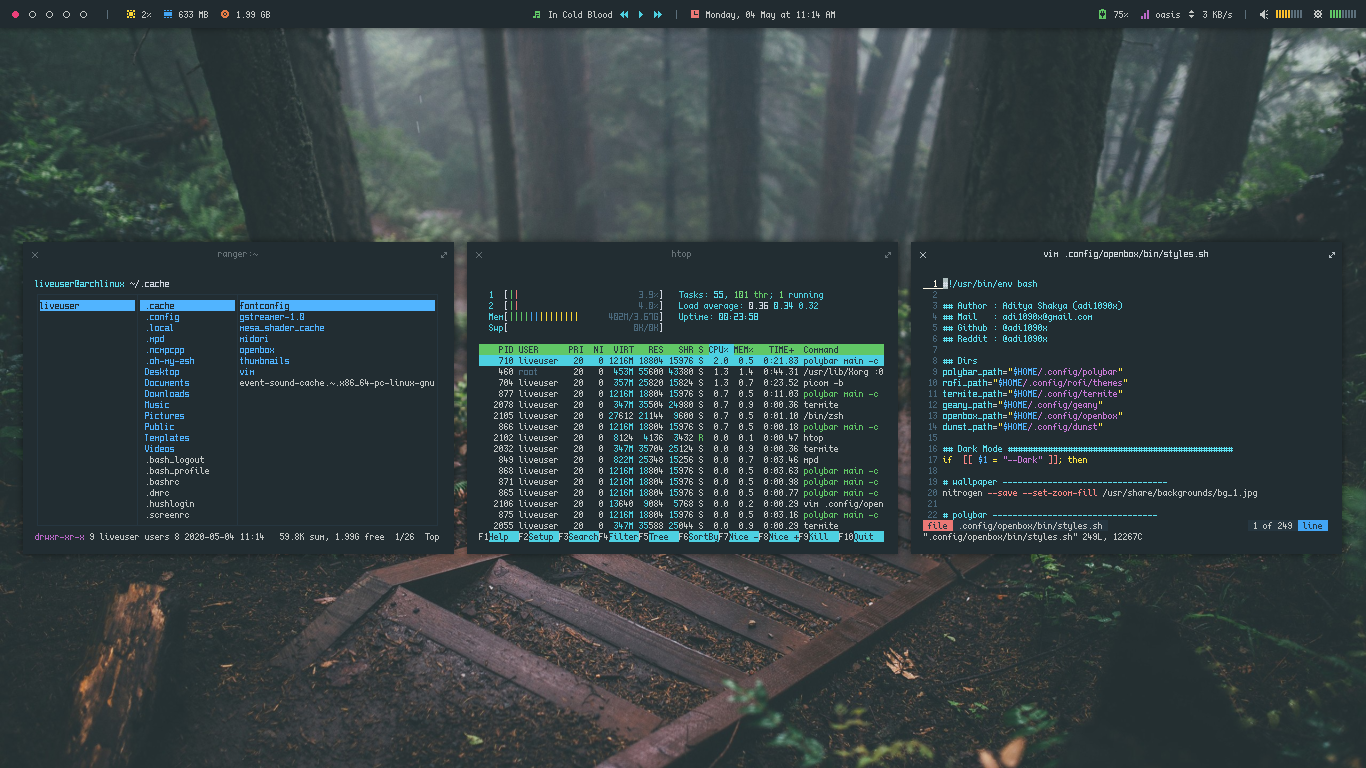 2% 633 MB 1.99 GB In Cold Blood Monday, 04 May at 11:14 AM 75% oasis 3 KB/s
ranger:~
liveuser@archlinux ~/.cache
liveuser .cache fontconfig
.config gstreamer-1.0
.local mesa_shader_cache
.mpd midori
.ncmpcpp openbox
.oh-my-zsh thumbnails
Desktop vim
Documents event-sound-cache.~.x86_64-pc-linux-gnu
Downloads
Music
Pictures
Public
Templates
Videos
.bash_logout
.bash_profile
.bashrc
.dmrc
.hushlogin
.screenrc
drwxr-xr-x 9 liveuser users 8 2020-05-04 11:14 59.8K sum, 1.99G free 1/26 Top
htop
1 [|| 3.9%] Tasks: 55, 101 thr; 1 running
2 [|| 4.0%] Load average: 0.36 0.34 0.32
Mem[|||||||||||||||| 402M/3.67G] Uptime: 00:23:58
Swp[ 0K/0K]
PID USER PRI NI VIRT RES SHR S CPU% MEM% TIME+ Command
710 liveuser 20 0 1216M 18804 15976 S 2.0 0.5 0:21.83 polybar main -c
460 root 20 0 453M 55600 43380 S 1.3 1.4 0:44.31 /usr/lib/Xorg :0
704 liveuser 20 0 357M 25820 15824 S 1.3 0.7 0:23.52 picom -b
877 liveuser 20 0 1216M 18804 15976 S 0.7 0.5 0:11.03 polybar main -c
2078 liveuser 20 0 347M 35504 24980 S 0.7 0.9 0:00.36 termite
2105 liveuser 20 0 27612 21144 9600 S 0.7 0.5 0:01.10 /bin/zsh
866 liveuser 20 0 1216M 18804 15976 S 0.7 0.5 0:00.18 polybar main -c
2102 liveuser 20 0 8124 4136 3432 R 0.0 0.1 0:00.47 htop
2032 liveuser 20 0 347M 35704 25124 S 0.0 0.9 0:00.36 termite
849 liveuser 20 0 822M 25348 15256 S 0.0 0.7 0:03.46 mpd
868 liveuser 20 0 1216M 18804 15976 S 0.0 0.5 0:03.63 polybar main -c
871 liveuser 20 0 1216M 18804 15976 S 0.0 0.5 0:00.98 polybar main -c
865 liveuser 20 0 1216M 18804 15976 S 0.0 0.5 0:00.77 polybar main -c
2106 liveuser 20 0 13640 9084 5768 S 0.0 0.2 0:00.29 vim .config/open
875 liveuser 20 0 1216M 18804 15976 S 0.0 0.5 0:00.16 polybar main -c
2055 liveuser 20 0 347M 35588 25044 S 0.0 0.9 0:00.29 termite
F1Help F2Setup F3SearchF4FilterF5Tree F6SortByF7Nice -F8Nice +F9Kill F10Quit
vim .config/openbox/bin/styles.sh
1 #!/usr/bin/env bash
2
3 ## Author : Aditya Shakya (adi1090x)
4 ## Mail : adi1090x@gmail.com
5 ## Github : @adi1090x
6 ## Reddit : @adi1090x
7
8 ## Dirs
9 polybar_path="$HOME/.config/polybar"
10 rofi_path="$HOME/.config/rofi/themes"
11 termite_path="$HOME/.config/termite"
12 geany_path="$HOME/.config/geany"
13 openbox_path="$HOME/.config/openbox"
14 dunst_path="$HOME/.config/dunst"
15
16 ## Dark Mode #############################################
17 if [[ $1 = "--Dark" ]]; then
18
19 # wallpaper ---------------------------------
20 nitrogen --save --set-zoom-fill /usr/share/backgrounds/bg_1.jpg
21
22 # polybar ---------------------------------
file .config/openbox/bin/styles.sh 1 of 249 line
".config/openbox/bin/styles.sh" 249L, 12267C